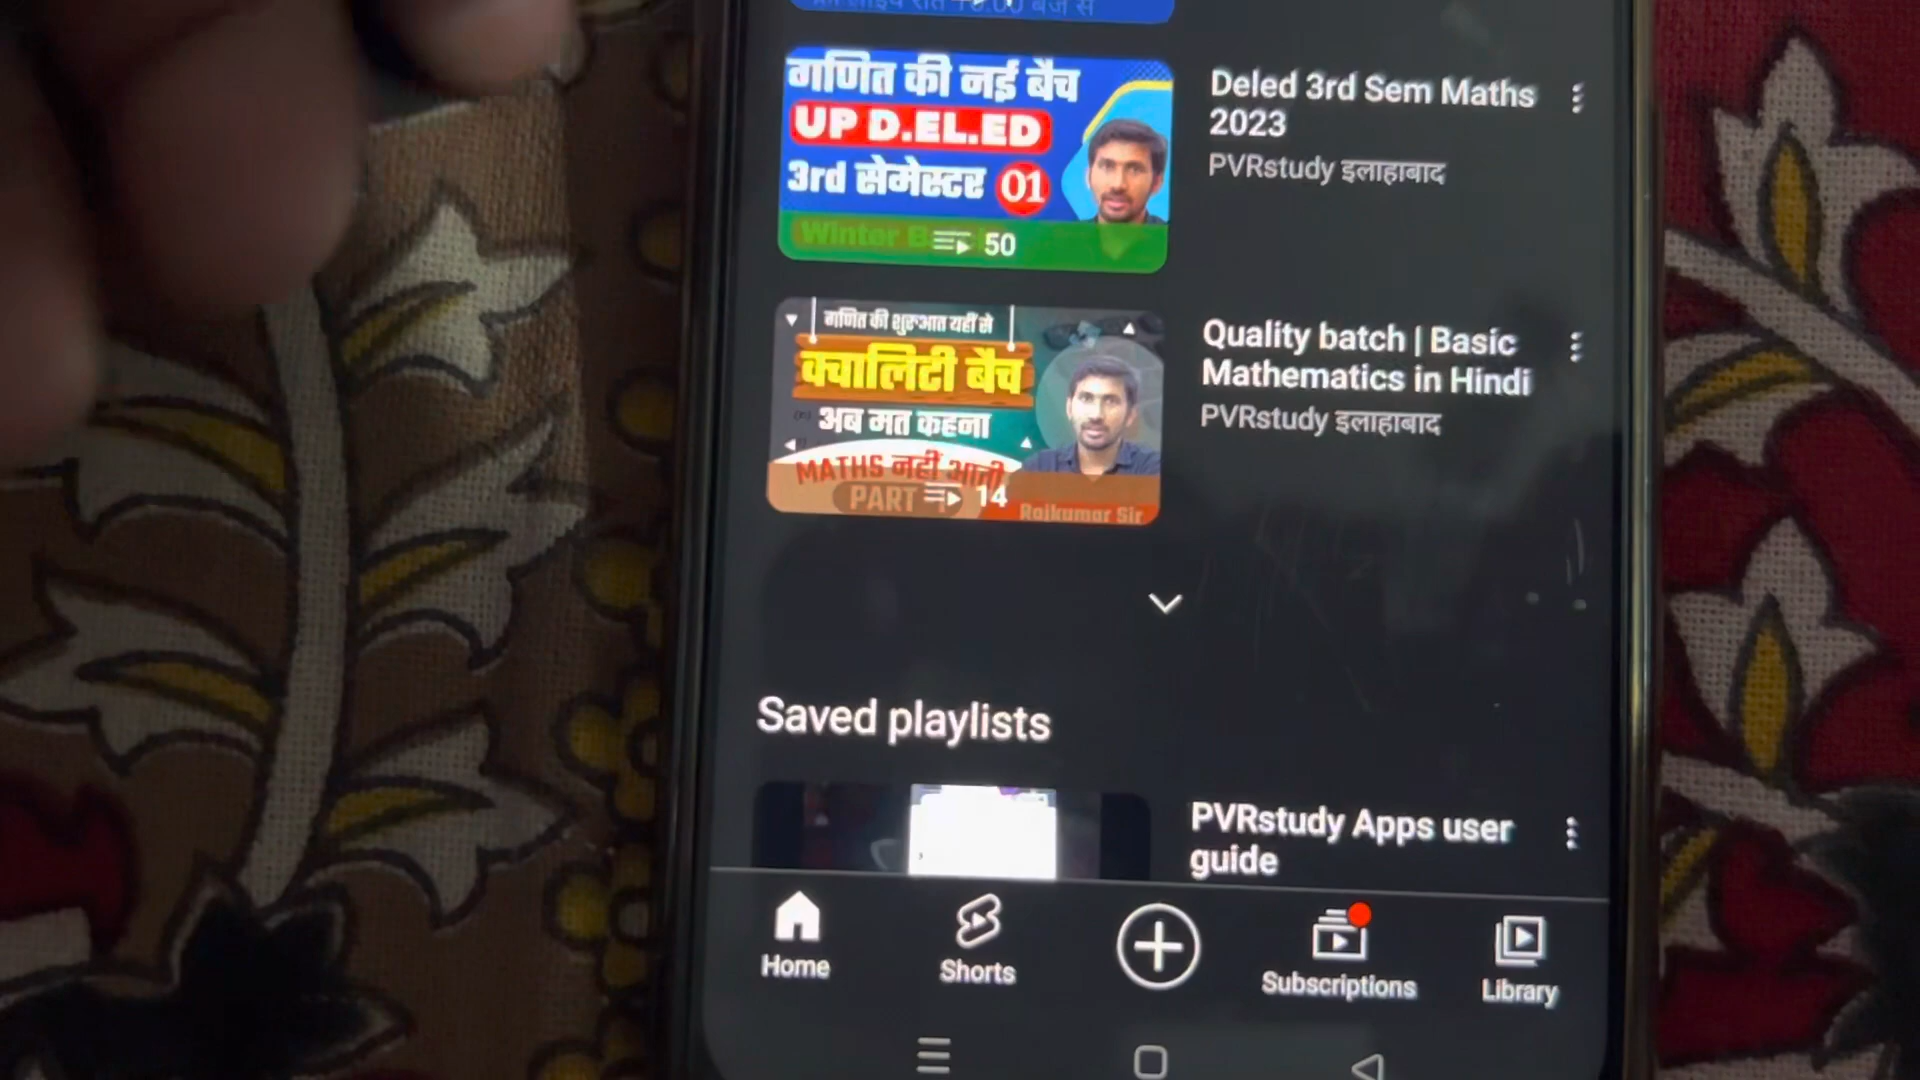 गणित की नई बैच
UP D.EL.ED
3rd सेमेस्टर 01
Winter
50
Deled 3rd Sem Maths
2023
PVRstudy इलाहाबाद
गणित की शुरुआत यहीं से
क्वालिटी बैच
अब मत कहना
MATHS नहीं आती
PART
14
Rajkumar Sir
Quality batch | Basic
Mathematics in Hindi
PVRstudy इलाहाबाद
Saved playlists
PVRstudy Apps user
guide
Home
Shorts
Subscriptions
Library